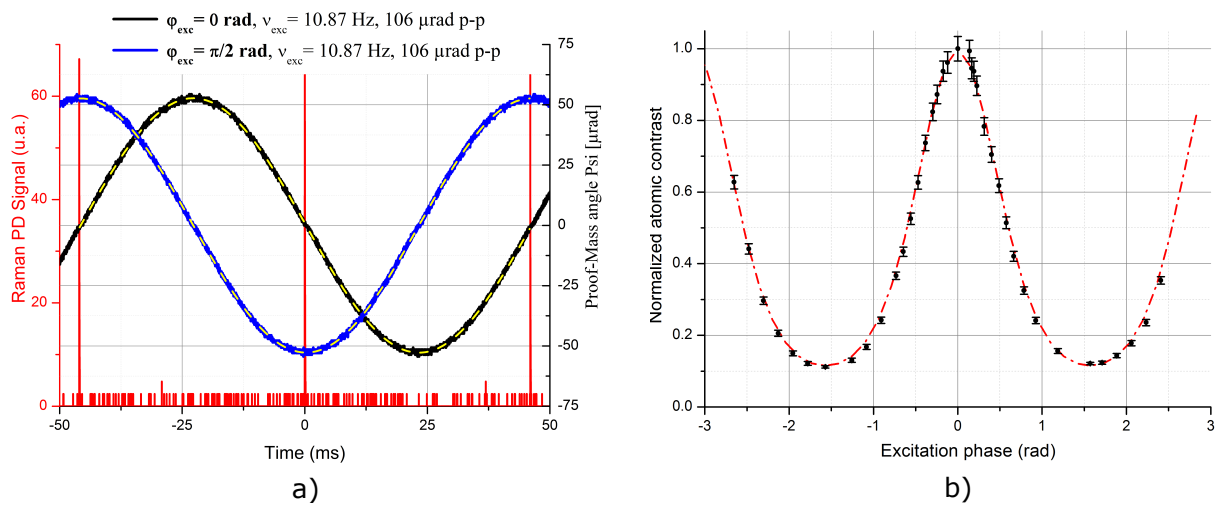 φexc= 0 rad, νexc= 10.87 Hz, 106 µrad p-p
φexc= π/2 rad, νexc= 10.87 Hz, 106 µrad p-p
Raman PD Signal (u.a.)
60
40
20
0
75
50
25
0
-25
-50
-75
Proof-Mass angle Psi [µrad)
-50 -25 0 25 50
Time (ms)
a)
Normalized atomic contrast
1.0
0.8
0.6
0.4
0.2
0.0
-3 -2 -1 0 1 2 3
Excitation phase (rad)
b)